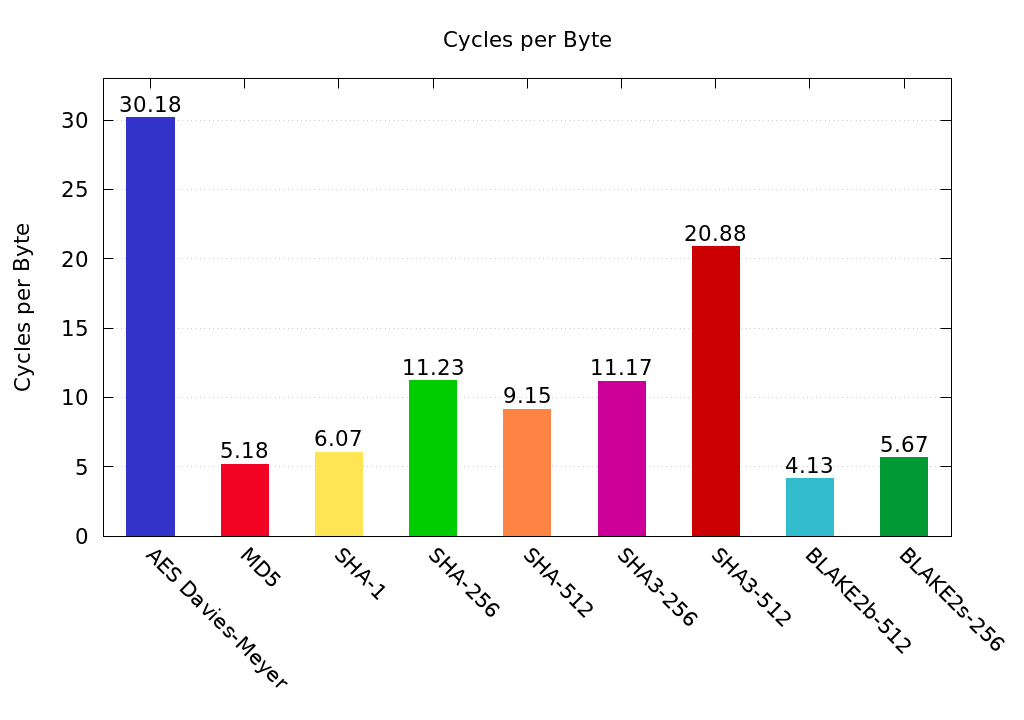 Cycles per Byte
Cycles per Byte
30
25
20
15
10
5
0
30.18
5.18
6.07
11.23
9.15
11.17
20.88
4.13
5.67
AES Davies-Meyer
MD5
SHA-1
SHA-256
SHA-512
SHA3-256
SHA3-512
BLAKE2b-512
BLAKE2s-256